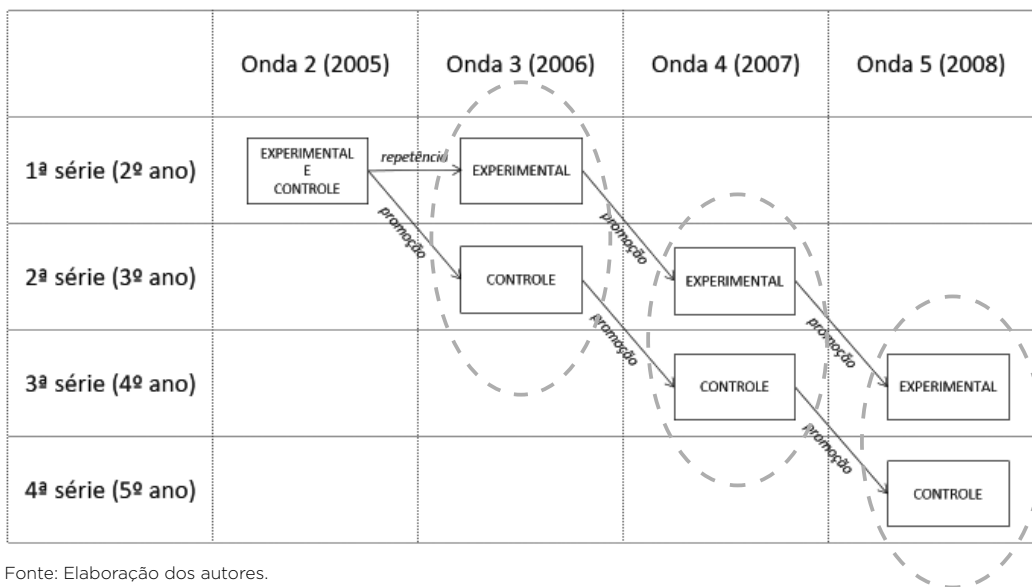 Onda 2 (2005) Onda 3 (2006) Onda 4 (2007) Onda 5 (2008)
1ª série (2º ano)
EXPERIMENTAL
E
CONTROLE
repetência
EXPERIMENTAL
promoção
promoção
2ª série (3º ano)
CONTROLE
EXPERIMENTAL
promoção
promoção
3ª série (4º ano)
CONTROLE
EXPERIMENTAL
promoção
4ª série (5º ano)
CONTROLE
Fonte: Elaboração dos autores.